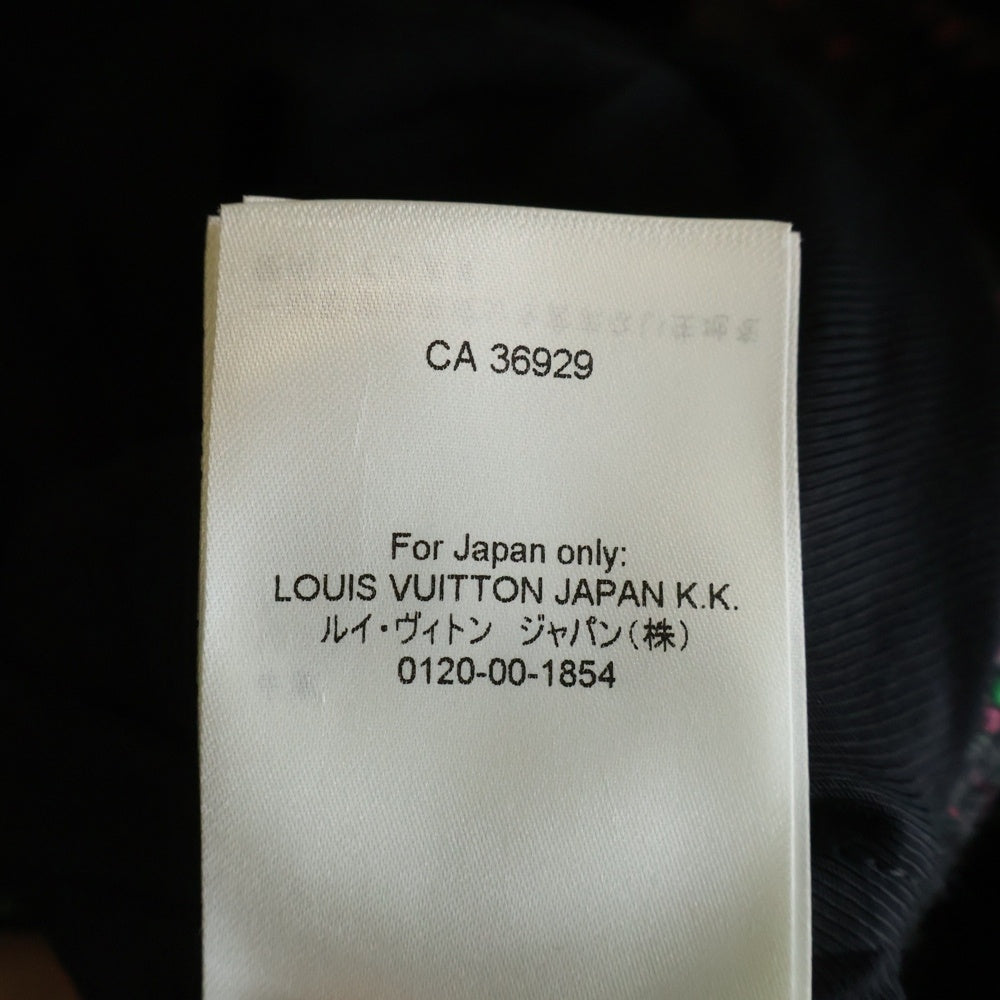 CA 36929
For Japan only:
LOUIS VUITTON JAPAN K.K.
ルイ・ヴィトン ジャパン(株)
0120-00-1854